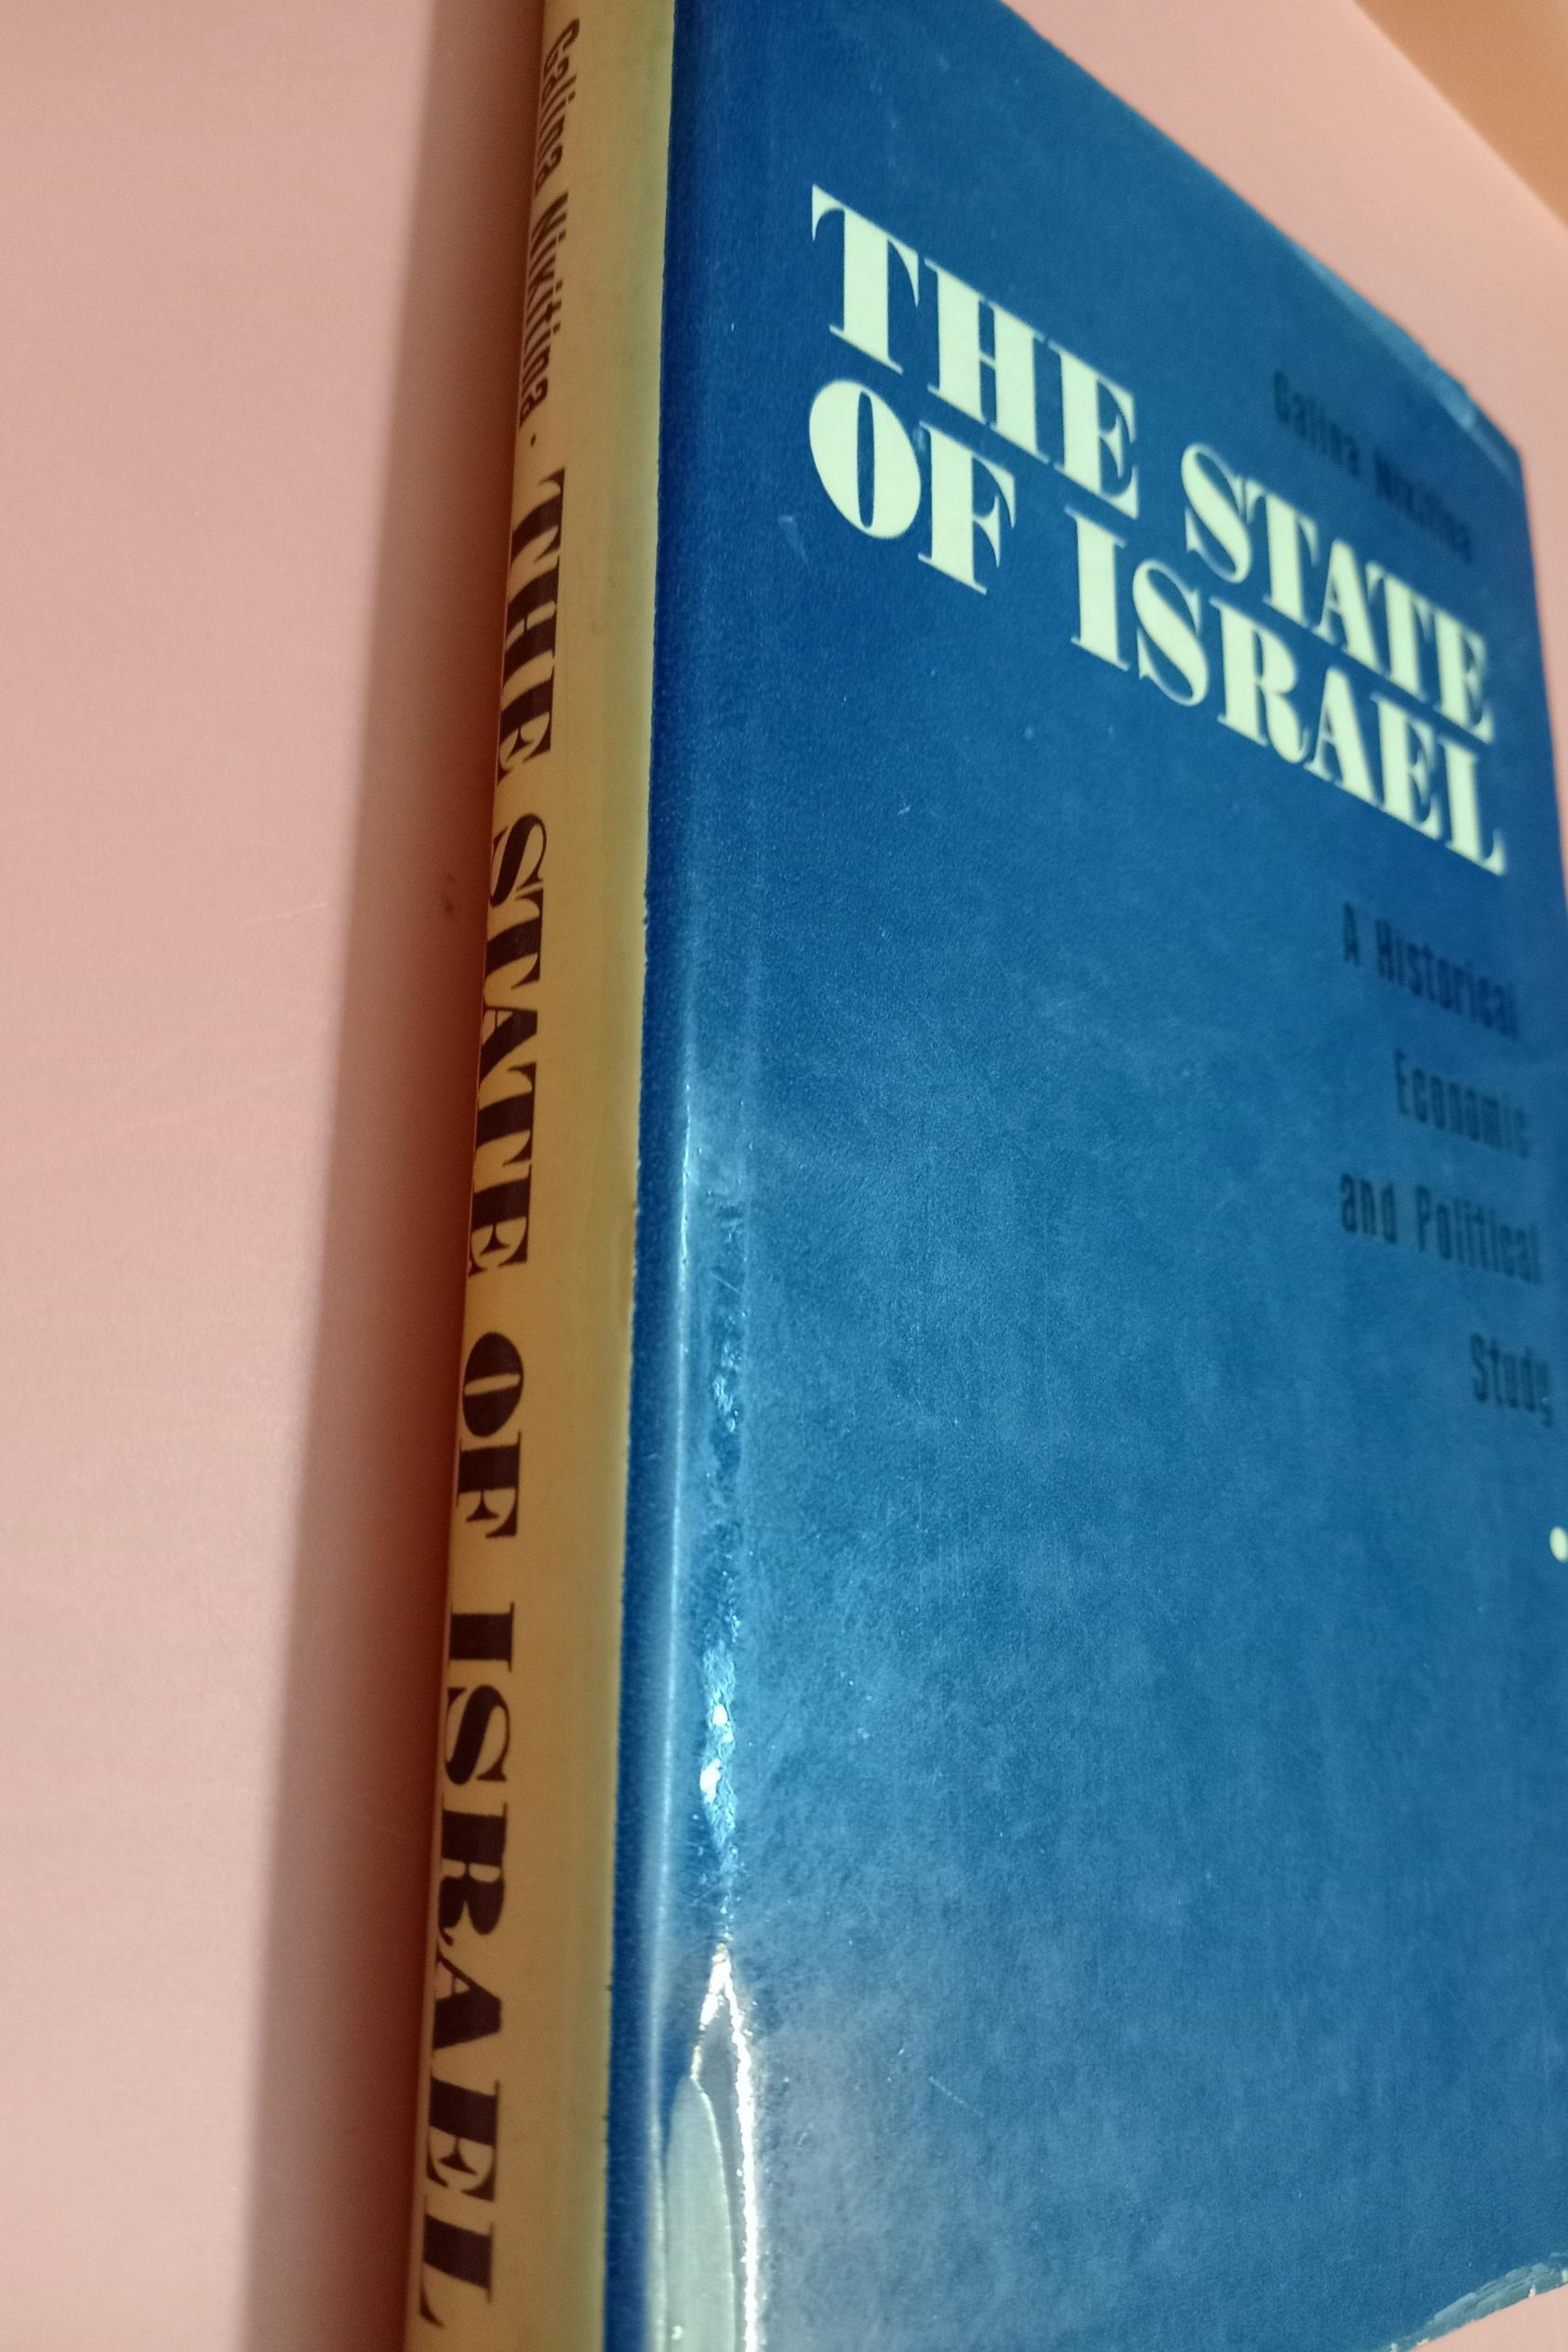 Galina Nikitina · THE STATE OF ISRAEL
Galina Nikitina
THE STATE
OF ISRAEL
A Historical
Economic
and Political
Study